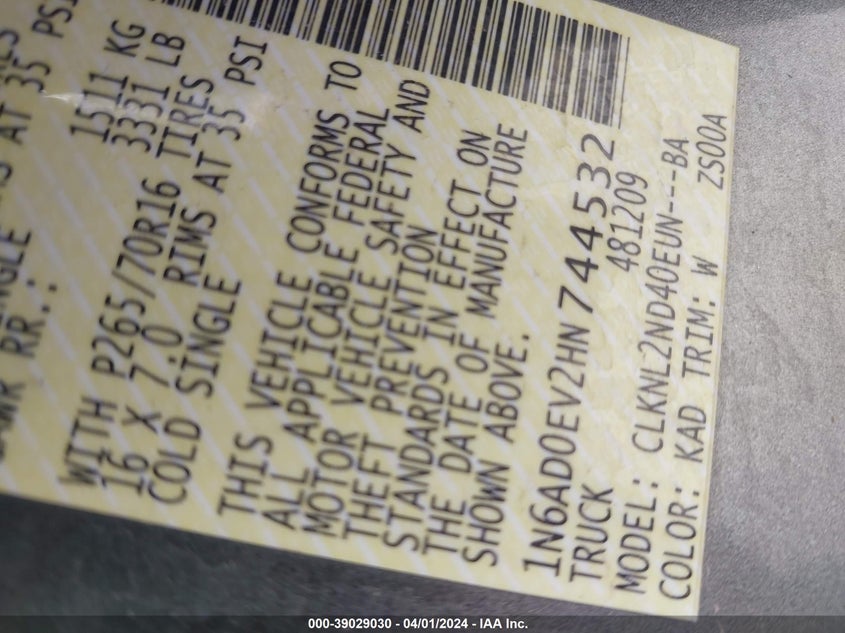 AT 35 PSI
RR.:
1511 KG
3331 LB
WITH P265/70R16 TIRES
16 X 7.0 RIMS AT 35 PSI
COLD SINGLE
THIS VEHICLE CONFORMS TO
ALL APPLICABLE FEDERAL
MOTOR VEHICLE SAFETY AND
THEFT PREVENTION
STANDARDS IN EFFECT ON
THE DATE OF MANUFACTURE
SHOWN ABOVE.
1N6AD0EV2HN744532
TRUCK 481209
MODEL: CLKNL2ND40EUN---BA
COLOR: KAD TRIM: W ZS00A
000-39029030 - 04/01/2024 - IAA Inc.